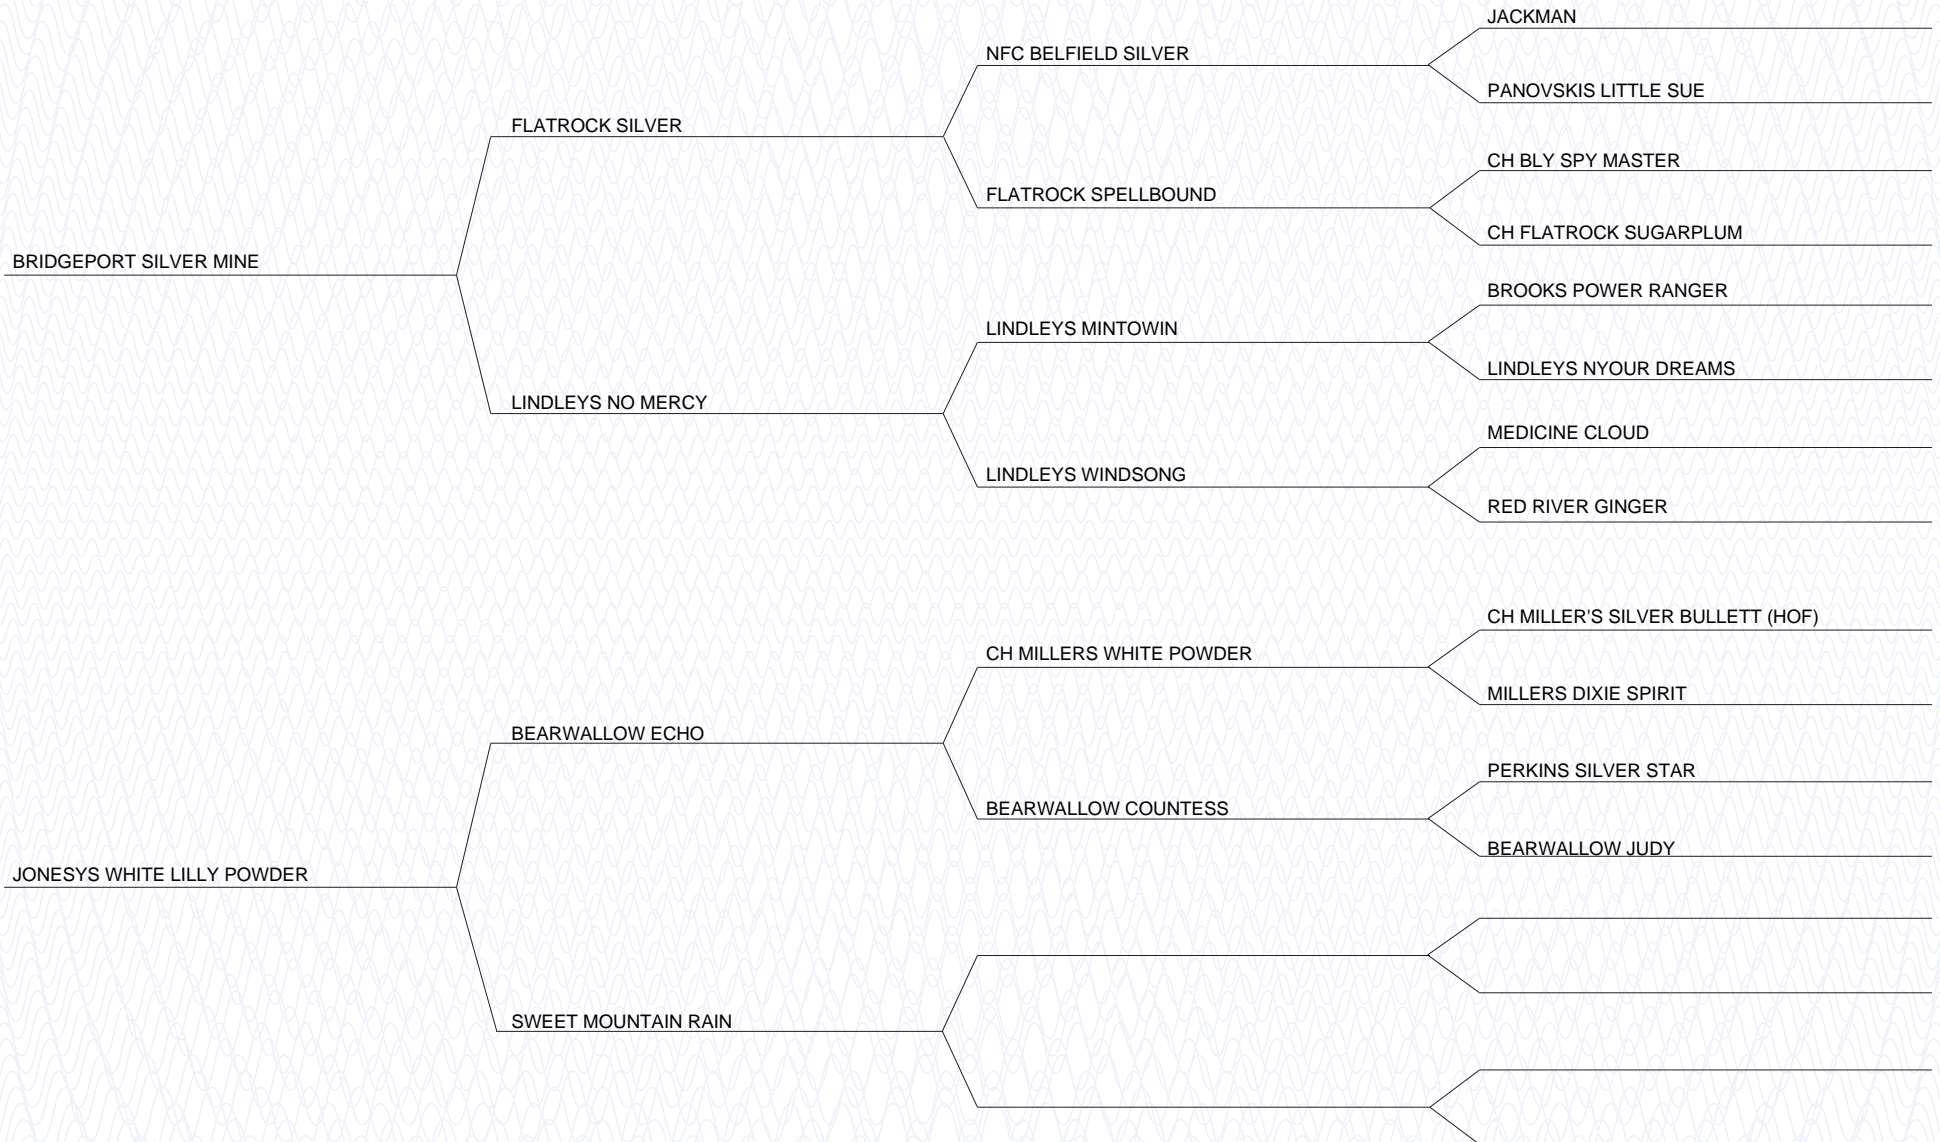 JACKMAN
NFC BELFIELD SILVER
PANOVSKIS LITTLE SUE
FLATROCK SILVER
CH BLY SPY MASTER
FLATROCK SPELLBOUND
CH FLATROCK SUGARPLUM
BRIDGEPORT SILVER MINE
BROOKS POWER RANGER
LINDLEYS MINTOWIN
LINDLEYS NYOUR DREAMS
LINDLEYS NO MERCY
MEDICINE CLOUD
LINDLEYS WINDSONG
RED RIVER GINGER
CH MILLER'S SILVER BULLETT (HOF)
CH MILLERS WHITE POWDER
MILLERS DIXIE SPIRIT
BEARWALLOW ECHO
PERKINS SILVER STAR
BEARWALLOW COUNTESS
BEARWALLOW JUDY
JONESYS WHITE LILLY POWDER
SWEET MOUNTAIN RAIN